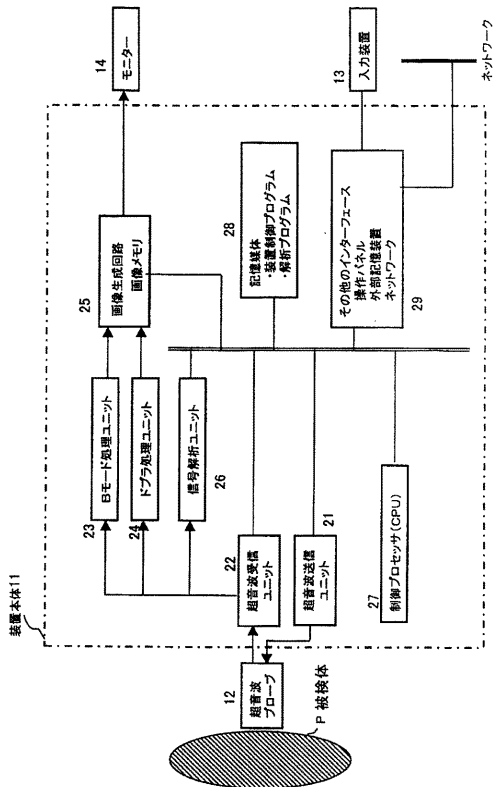 装置本体11
23
Bモード処理ユニット
24
ドプラ処理ユニット
信号解析ユニット
26
25
画像生成回路
画像メモリ
14
モニター
22
超音波受信
ユニット
21
超音波送信
ユニット
12
超音波
プローブ
P 被検体
28
記憶媒体
・装置制御プログラム
・解析プログラム
13
入力装置
その他のインターフェース
操作パネル
外部記憶装置
ネットワーク
29
ネットワーク
27
制御プロセッサ(CPU)